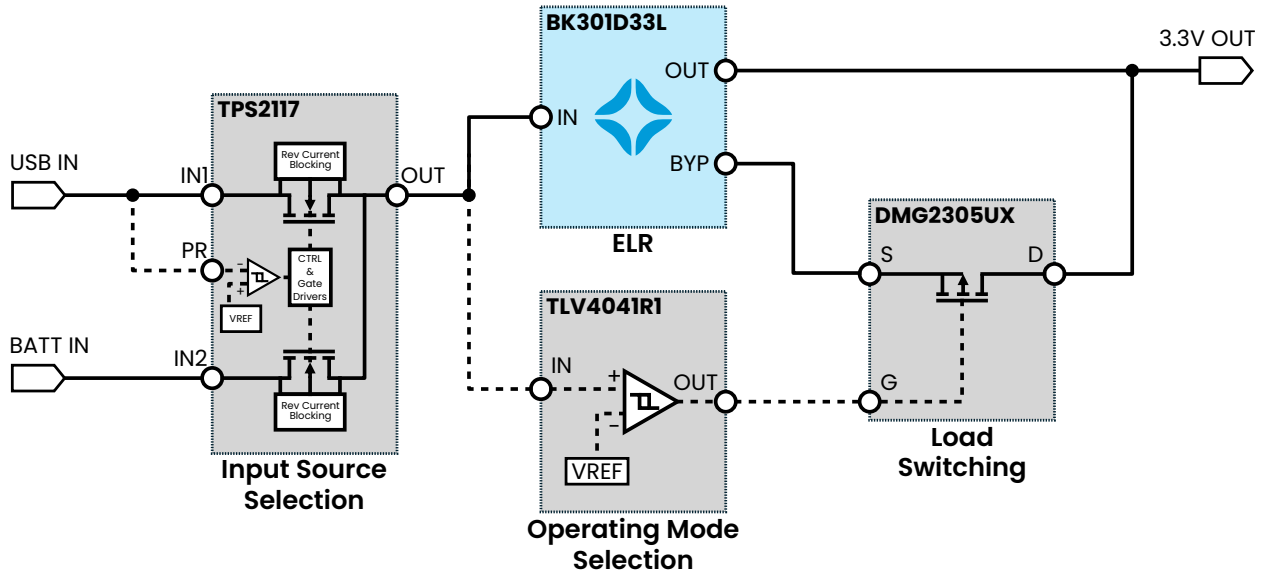 BK301D33L
3.3V OUT
OUT
IN
BYP
ELR
TPS2117
USB IN
IN1
Rev Current
Blocking
OUT
PR
-
+
VREF
CTRL
&
Gate
Drivers
BATT IN
IN2
Rev Current
Blocking
Input Source
Selection
TLV4041R1
IN
+
-
OUT
VREF
Operating Mode
Selection
DMG2305UX
S
D
G
Load
Switching